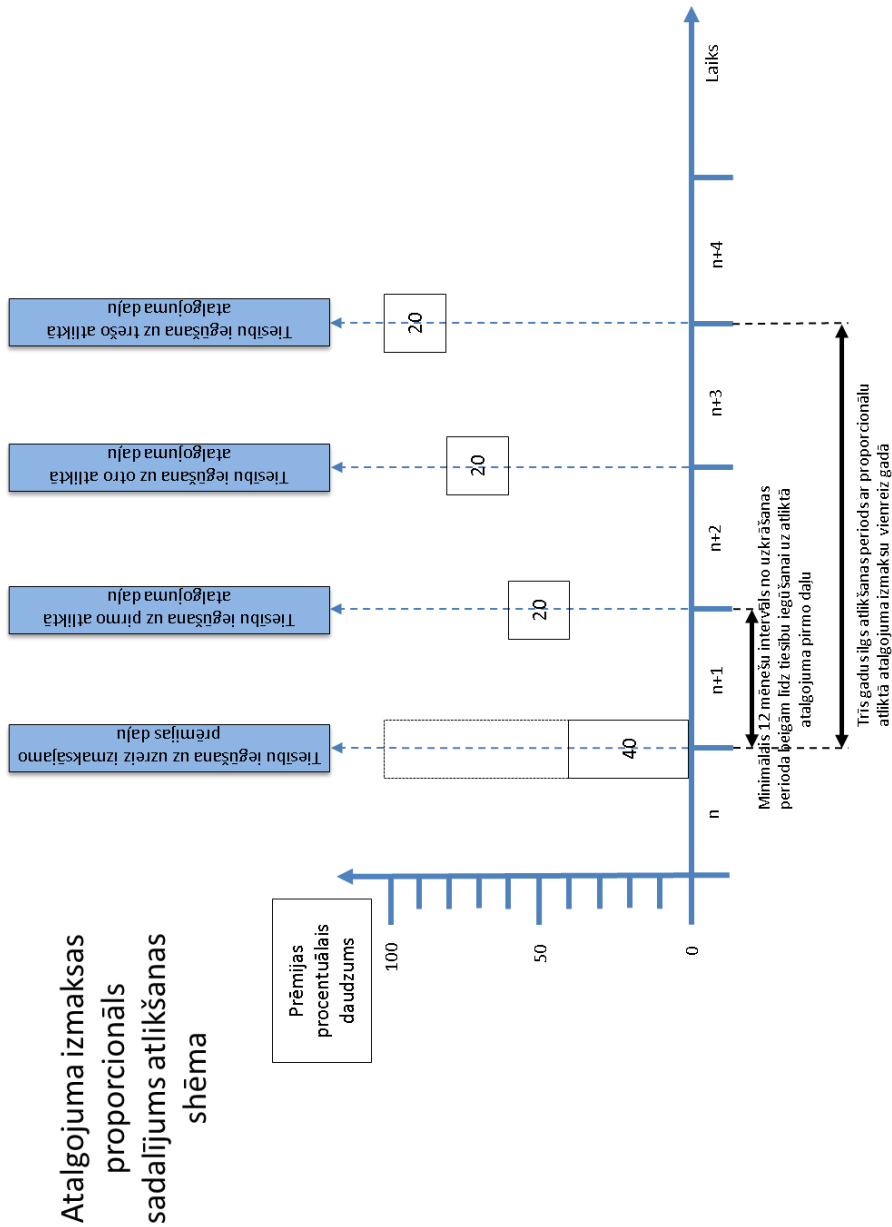 Atalgojuma izmaksas
proporcionāls
sadalījums atlikšanas
shēma
Prēmijas
procentuālais
daudzums
Tiesību iegūšana uz uzreiz izmaksājamo
prēmijas daļu
Tiesību iegūšana uz pirmo atliktā
atalgojuma daļu
Tiesību iegūšana uz otro atliktā
atalgojuma daļu
Tiesību iegūšana uz trešo atliktā
atalgojuma daļu
100
50
0
40
20
20
20
n
n+1
n+2
n+3
n+4
Laiks
Minimālais 12 mēnešu intervāls no uzkrāšanas
perioda beigām līdz tiesību iegūšanai uz atliktā
atalgojuma pirmo daļu
Trīs gadus ilgs atlikšanas periods ar proporcionālu
atliktā atalgojuma izmaksu vienreiz gadā